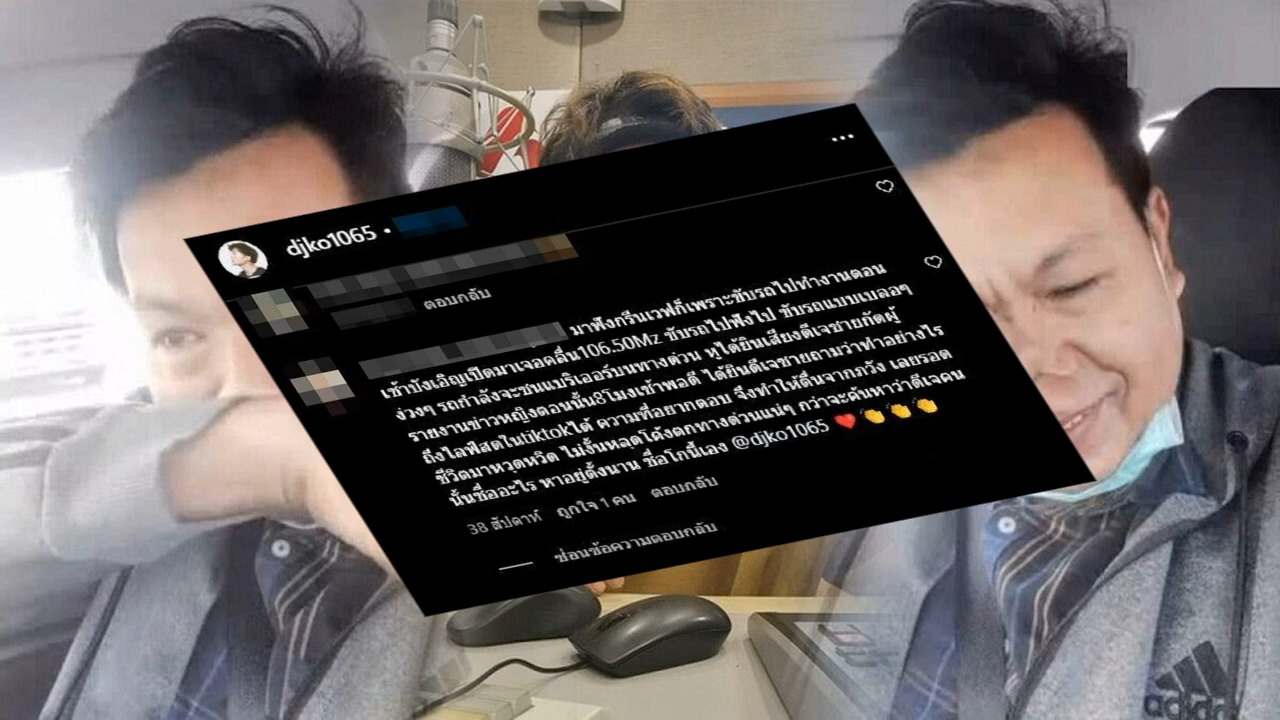 djko1065 •
ตอบกลับ
มาฟังกรีนเวฟก็เพราะขับรถไปทำงานตอน
เช้าบังเอิญเปิดมาเจอคลื่น106.50Mz ขับรถไปฟังไป ขับรถแบบเบลอๆ
ง่วงๆ รถกำลังจะชนแบริเออร์บนทางด่วน หูได้ยินเสียงดีเจชายกัดผู้
รายงานข่าวหญิงตอนนั้น8โมงเช้าพอดี ได้ยินดีเจชายถามว่าทำอย่างไร
ถึงไลฟ์สดในtiktokได้ ความที่อยากตอบ จึงทำให้ตื่นจากภวัง เลยรอด
ชีวิตมาหวุดหวิด ไม่งั้นหลุดโค้งตกทางด่วนแน่ๆ กว่าจะค้นหาว่าดีเจคน
นั้นชื่ออะไร หาอยู่ตั้งนาน ชื่อโกนี้เอง @djko1065 ❤️👏👏👏
38 สัปดาห์ ถูกใจ 1 คน ตอบกลับ
ซ่อนข้อความตอบกลับ
adidas